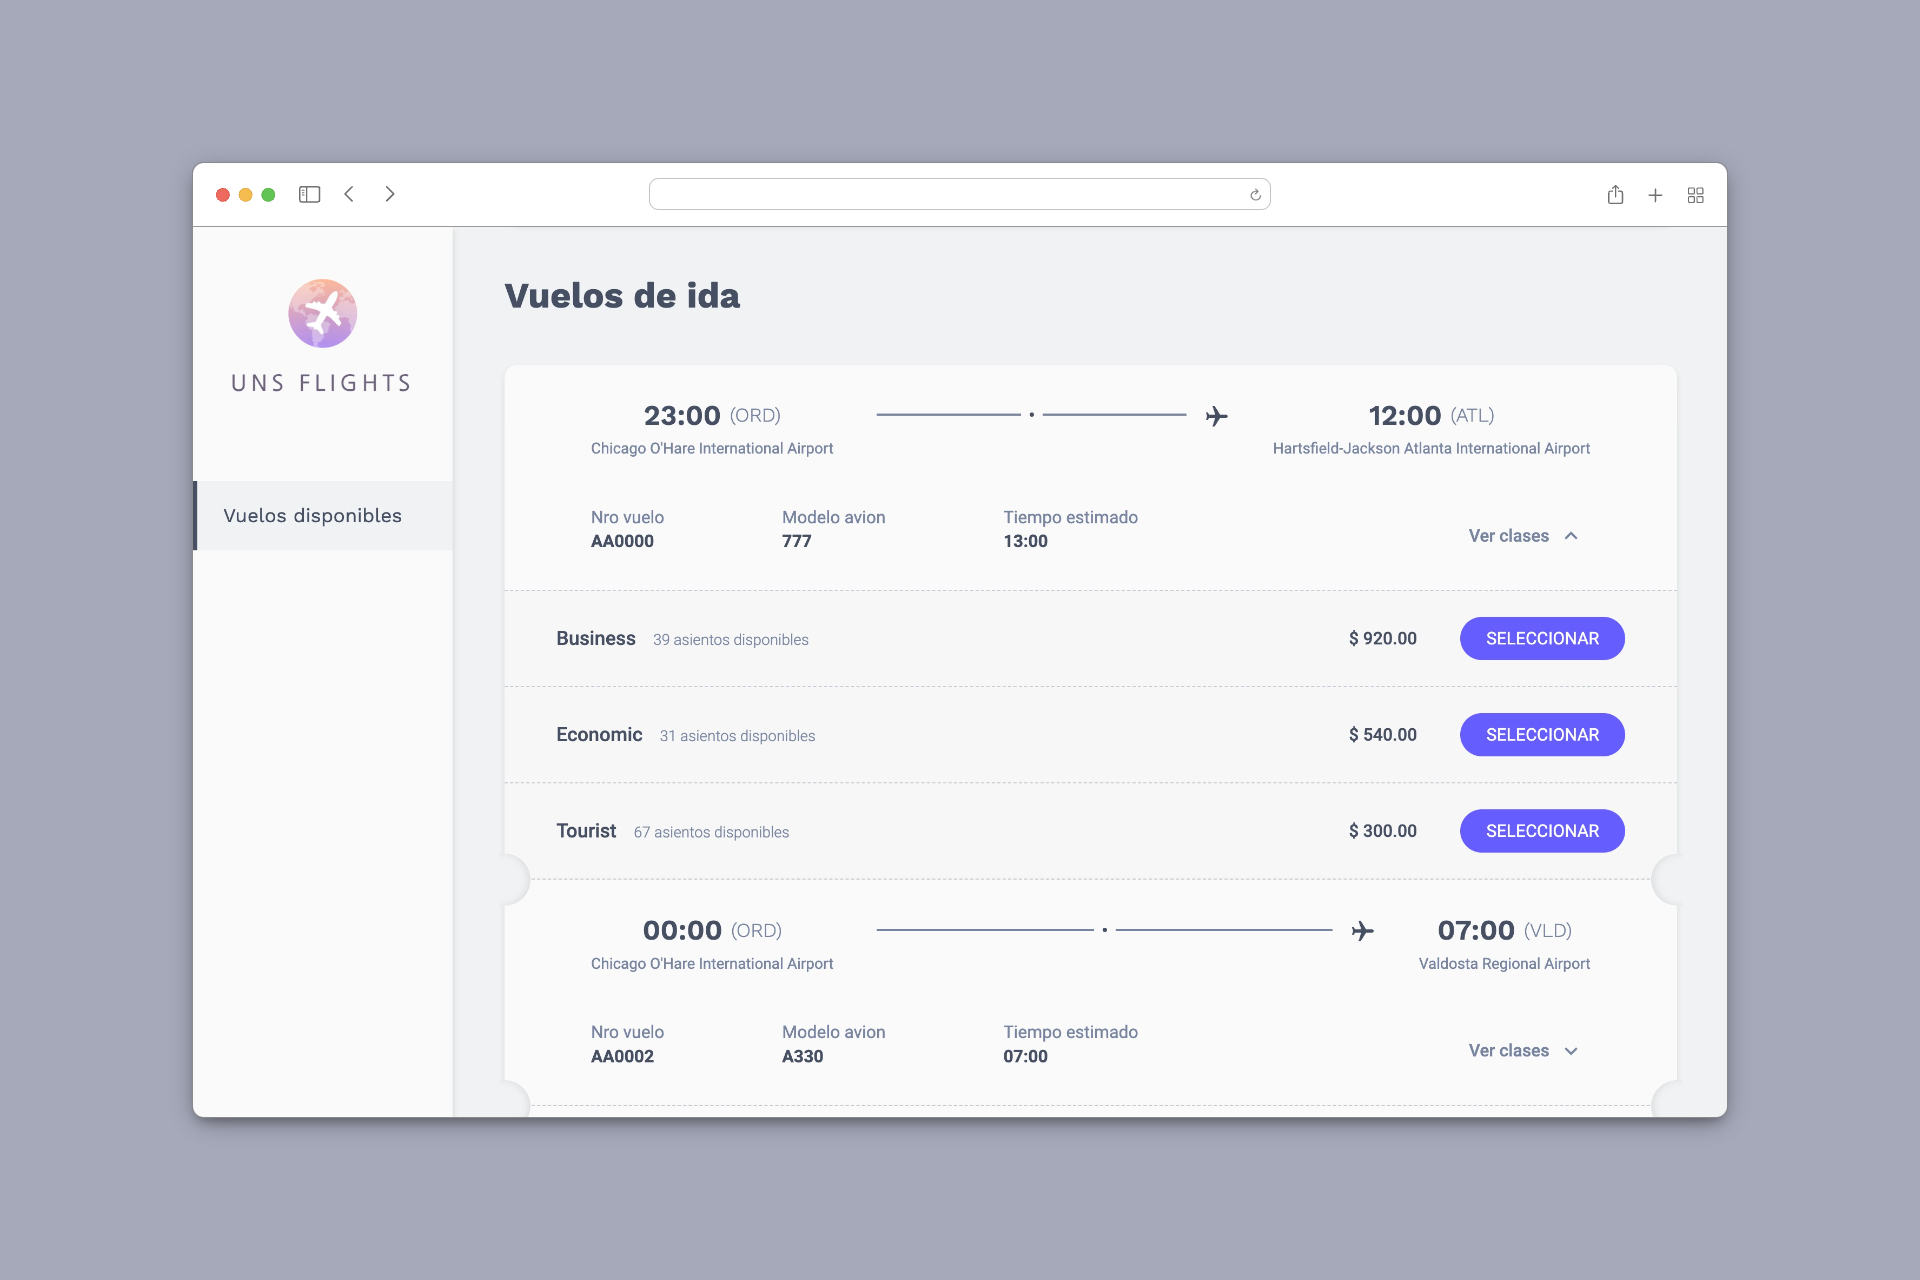 UNS FLIGHTS
Vuelos disponibles
Vuelos de ida
23:00 (ORD)
Chicago O'Hare International Airport
12:00 (ATL)
Hartsfield-Jackson Atlanta International Airport
Nro vuelo
AA0000
Modelo avion
777
Tiempo estimado
13:00
Ver clases
Business 39 asientos disponibles $ 920.00 SELECCIONAR
Economic 31 asientos disponibles $ 540.00 SELECCIONAR
Tourist 67 asientos disponibles $ 300.00 SELECCIONAR
00:00 (ORD)
Chicago O'Hare International Airport
07:00 (VLD)
Valdosta Regional Airport
Nro vuelo
AA0002
Modelo avion
A330
Tiempo estimado
07:00
Ver clases